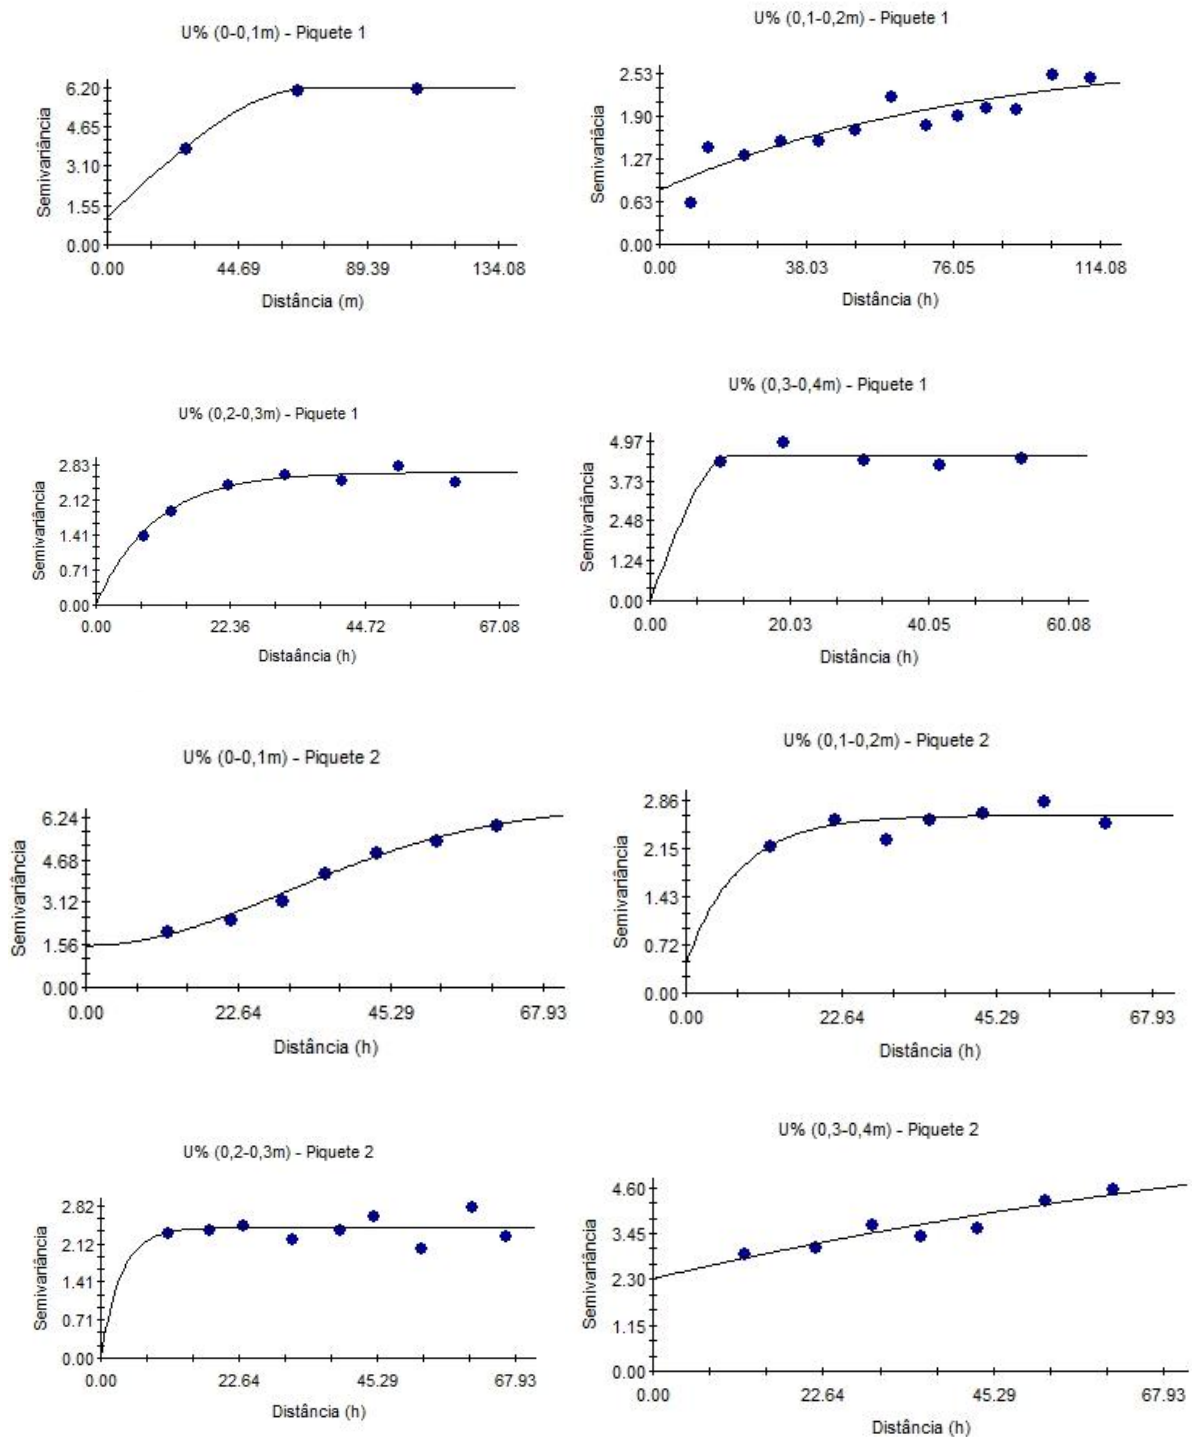 U% (0-0,1m) - Piquete 1
Semivariância
6.20
4.65
3.10
1.55
0.00
0.00 44.69 89.39 134.08
Distância (m)
U% (0,1-0,2m) - Piquete 1
Semivariâcia
2.53
1.90
1.27
0.63
0.00
0.00 38.03 76.05 114.08
Distância (h)
U% (0,2-0,3m) - Piquete 1
Semivariância
2.83
2.12
1.41
0.71
0.00
0.00 22.36 44.72 67.08
Distaância (h)
U% (0,3-0,4m) - Piquete 1
Semivariância
4.97
3.73
2.48
1.24
0.00
0.00 20.03 40.05 60.08
Distância (h)
U% (0-0,1m) - Piquete 2
Semivariância
6.24
4.68
3.12
1.56
0.00
0.00 22.64 45.29 67.93
Distância (h)
U% (0,1-0,2m) - Piquete 2
Semivariância
2.86
2.15
1.43
0.72
0.00
0.00 22.64 45.29 67.93
Distância (h)
U% (0,2-0,3m) - Piquete 2
Semivariância
2.82
2.12
1.41
0.71
0.00
0.00 22.64 45.29 67.93
Distância (h)
U% (0,3-0,4m) - Piquete 2
Semivariância
4.60
3.45
2.30
1.15
0.00
0.00 22.64 45.29 67.93
Distância (h)